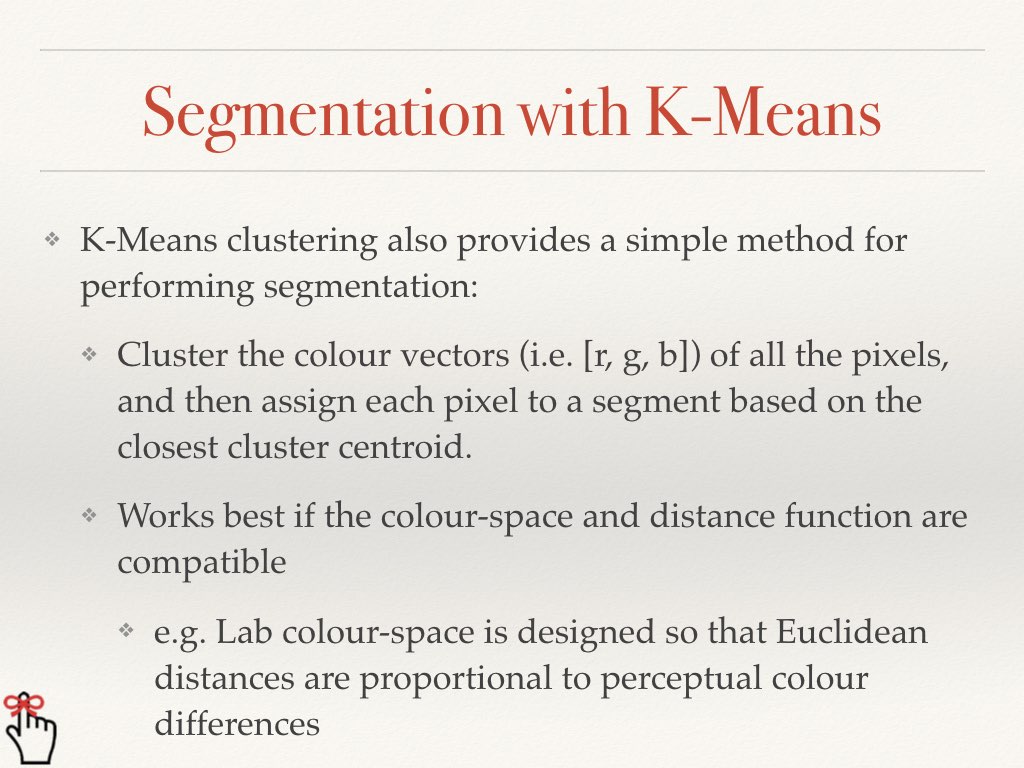 Segmentation with K-Means
❖ K-Means clustering also provides a simple method for
performing segmentation:
❖ Cluster the colour vectors (i.e. [r, g, b]) of all the pixels,
and then assign each pixel to a segment based on the
closest cluster centroid.
❖ Works best if the colour-space and distance function are
compatible
❖ e.g. Lab colour-space is designed so that Euclidean
distances are proportional to perceptual colour
differences